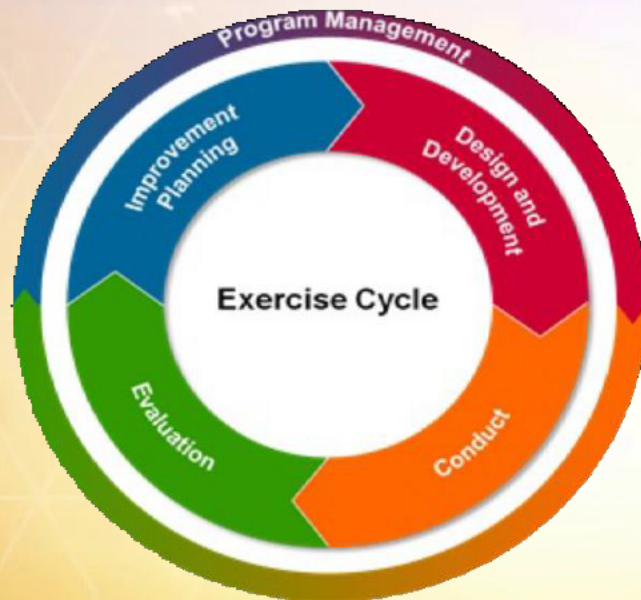 Program Management
Improvement
Planning
Design and
Development
Exercise Cycle
Evaluation
Conduct